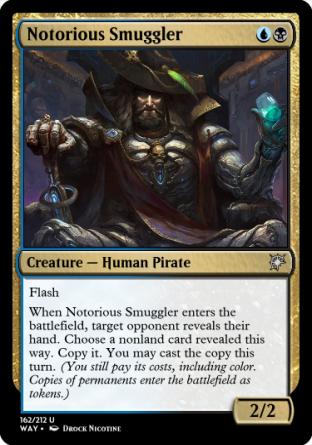 Notorious Smuggler
Creature — Human Pirate
Flash
When Notorious Smuggler enters the
battlefield, target opponent reveals their
hand. Choose a nonland card revealed this
way. Copy it. You may cast the copy this
turn. (You still pay its costs, including color.
Copies of permanents enter the battlefield as
tokens.)
2/2
162/212 U
WAY • Drock Nicotine